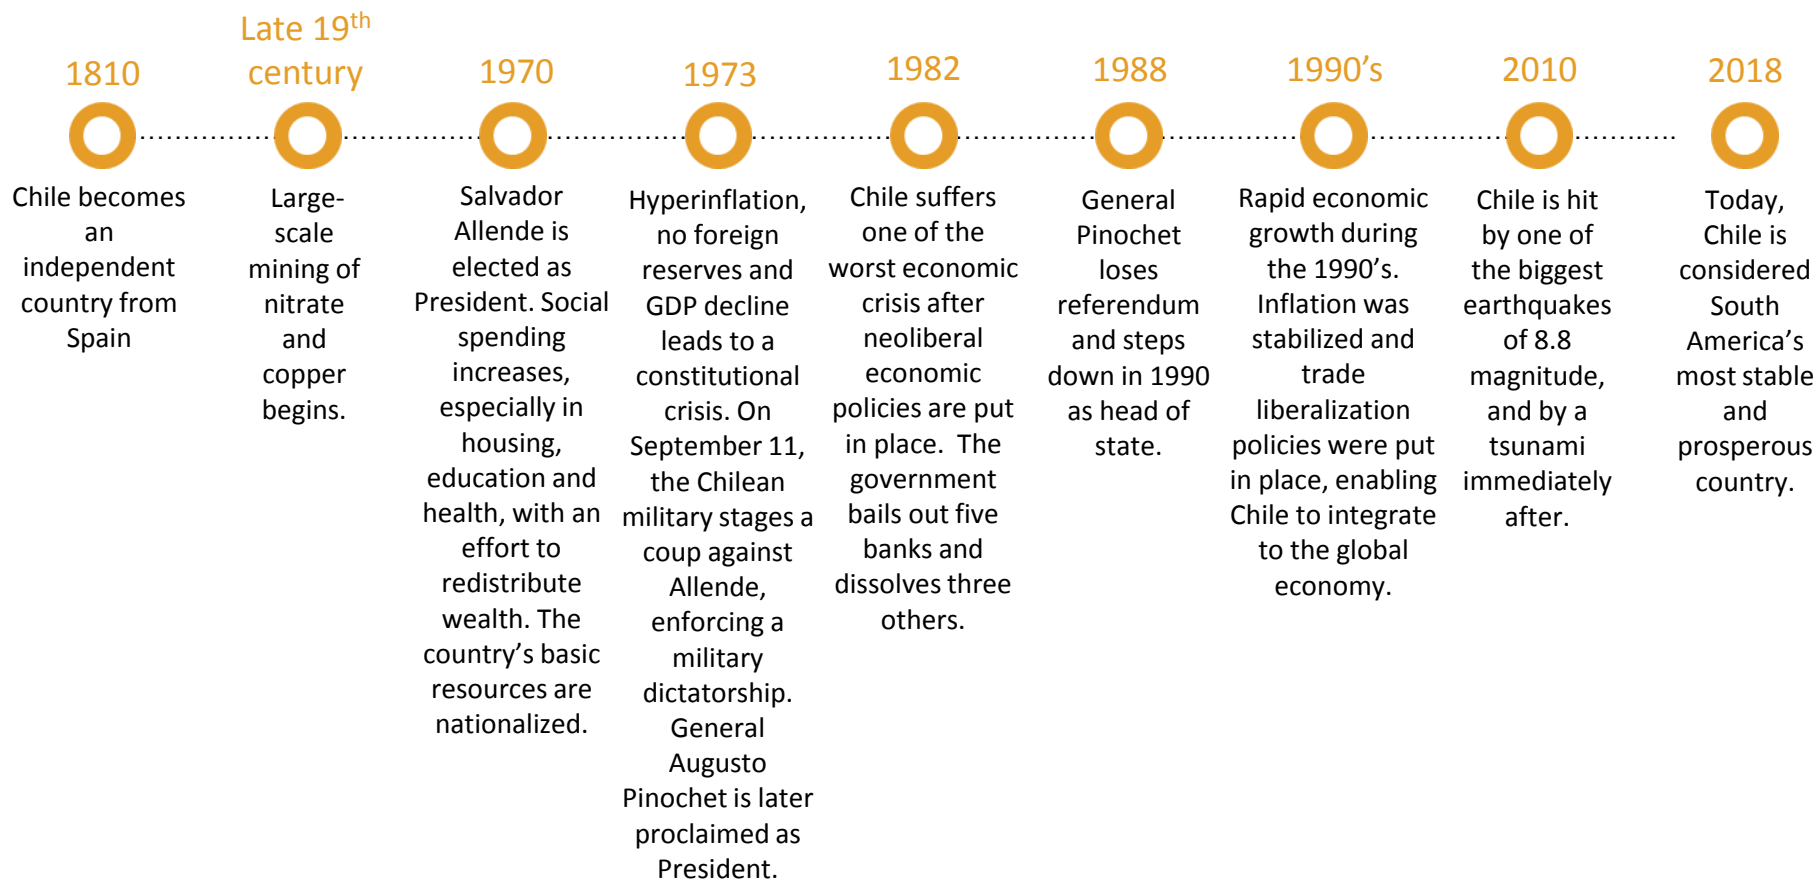 1810
Chile becomes
an
independent
country from
Spain
Late 19th
century
Large-
scale
mining of
nitrate
and
copper
begins.
1970
Salvador
Allende is
elected as
President. Social
spending
increases,
especially in
housing,
education and
health, with an
effort to
redistribute
wealth. The
country’s basic
resources are
nationalized.
1973
Hyperinflation,
no foreign
reserves and
GDP decline
leads to a
constitutional
crisis. On
September 11,
the Chilean
military stages a
coup against
Allende,
enforcing a
military
dictatorship.
General
Augusto
Pinochet is later
proclaimed as
President.
1982
Chile suffers
one of the
worst economic
crisis after
neoliberal
economic
policies are put
in place.  The
government
bails out five
banks and
dissolves three
others.
1988
General
Pinochet
loses
referendum
and steps
down in 1990
as head of
state.
1990’s
Rapid economic
growth during
the 1990’s.
Inflation was
stabilized and
trade
liberalization
policies were put
in place, enabling
Chile to integrate
to the global
economy.
2010
Chile is hit
by one of
the biggest
earthquakes
of 8.8
magnitude,
and by a
tsunami
immediately
after.
2018
Today,
Chile is
considered
South
America’s
most stable
and
prosperous
country.